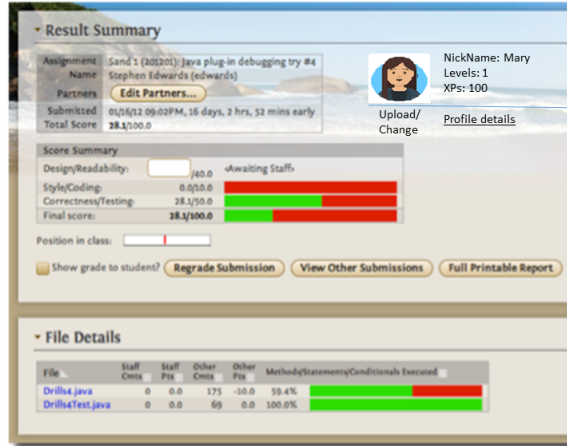 Result Summary
Assignment Sand 1 (201201): Java plug-in debugging try #4
Name Stephen Edwards (edwards)
Partners Edit Partners...
Submitted 01/16/12 09:02PM, 16 days, 2 hrs, 52 mins early
Total Score 28.1/100.0
NickName: Mary
Levels: 1
XPs: 100
Upload/
Change
Profile details
Score Summary
Design/Readability: /40.0 <Awaiting Staff>
Style/Coding: 0.0/10.0
Correctness/Testing: 28.1/50.0
Final score: 28.1/100.0
Position in class:
Show grade to student? Regrade Submission View Other Submissions Full Printable Report
File Details
File Staff Cmts Staff Pts Other Cmts Other Pts Methods/Statements/Conditionals Executed
Drills4.java 0 0.0 175 -10.0 59.4%
Drills4Test.java 0 0.0 69 0.0 100.0%